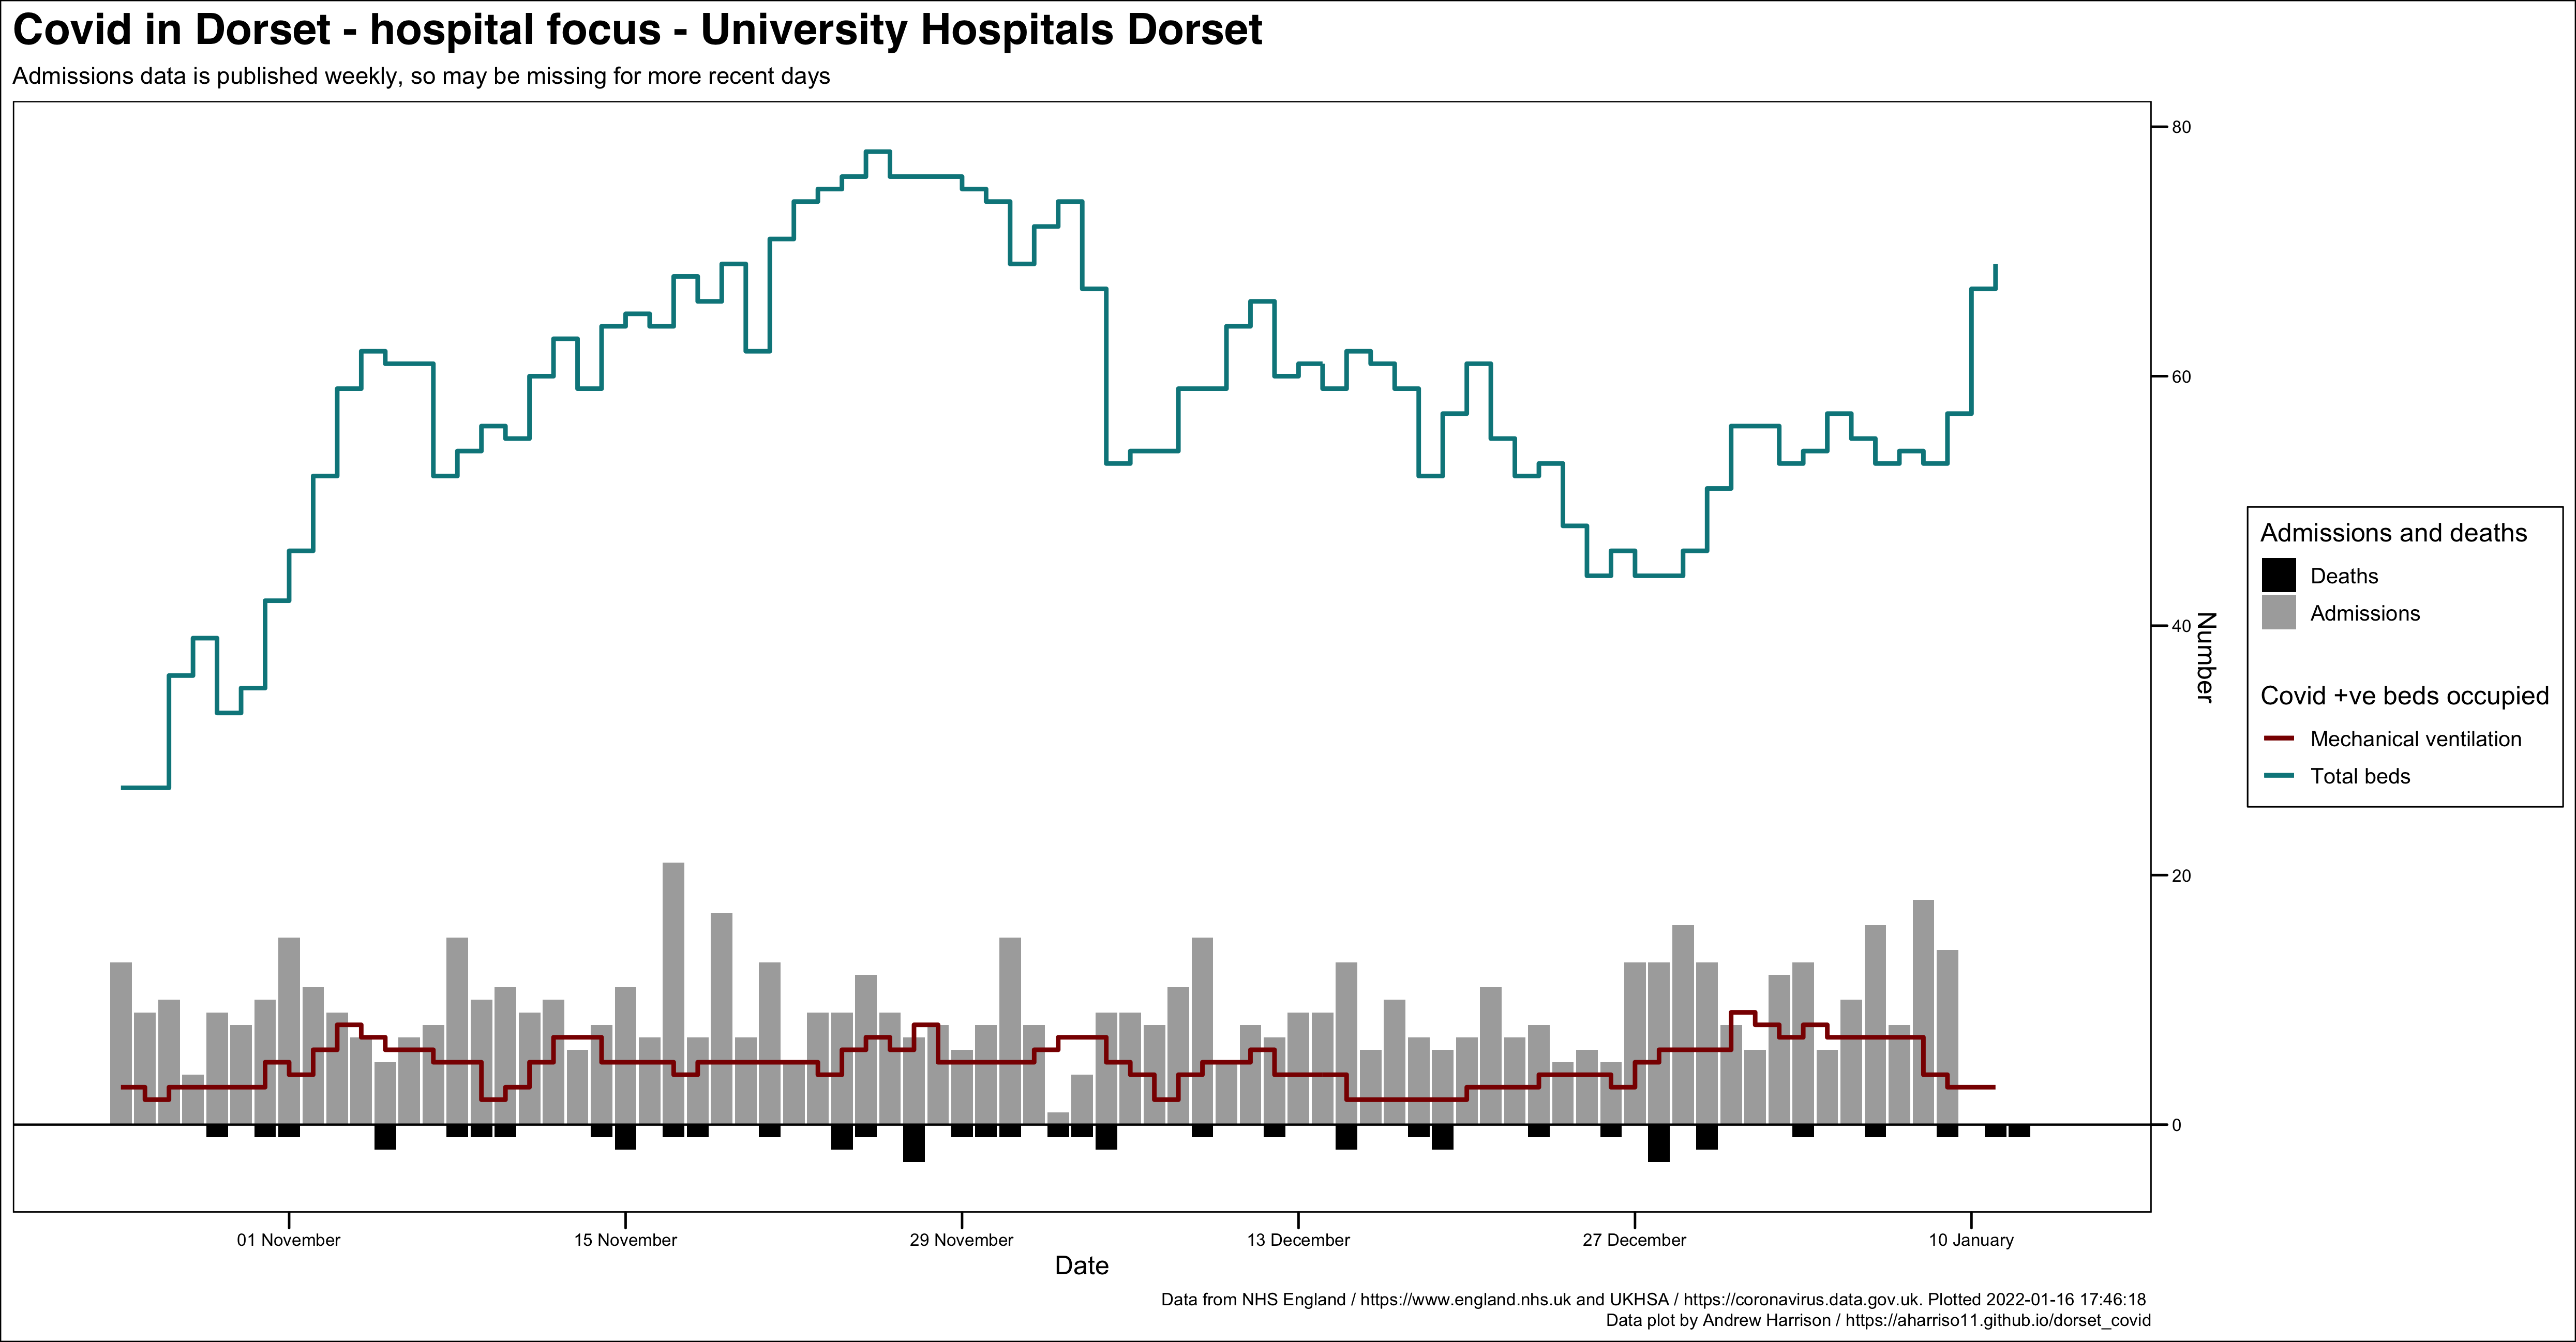 Covid in Dorset - hospital focus - University Hospitals Dorset
Admissions data is published weekly, so may be missing for more recent days
80
60
40
20
0
Number
Admissions and deaths
Deaths
Admissions
Covid +ve beds occupied
Mechanical ventilation
Total beds
01 November
15 November
29 November
13 December
27 December
10 January
Date
Data from NHS England / https://www.england.nhs.uk and UKHSA / https://coronavirus.data.gov.uk. Plotted 2022-01-16 17:46:18
Data plot by Andrew Harrison / https://aharriso11.github.io/dorset_covid